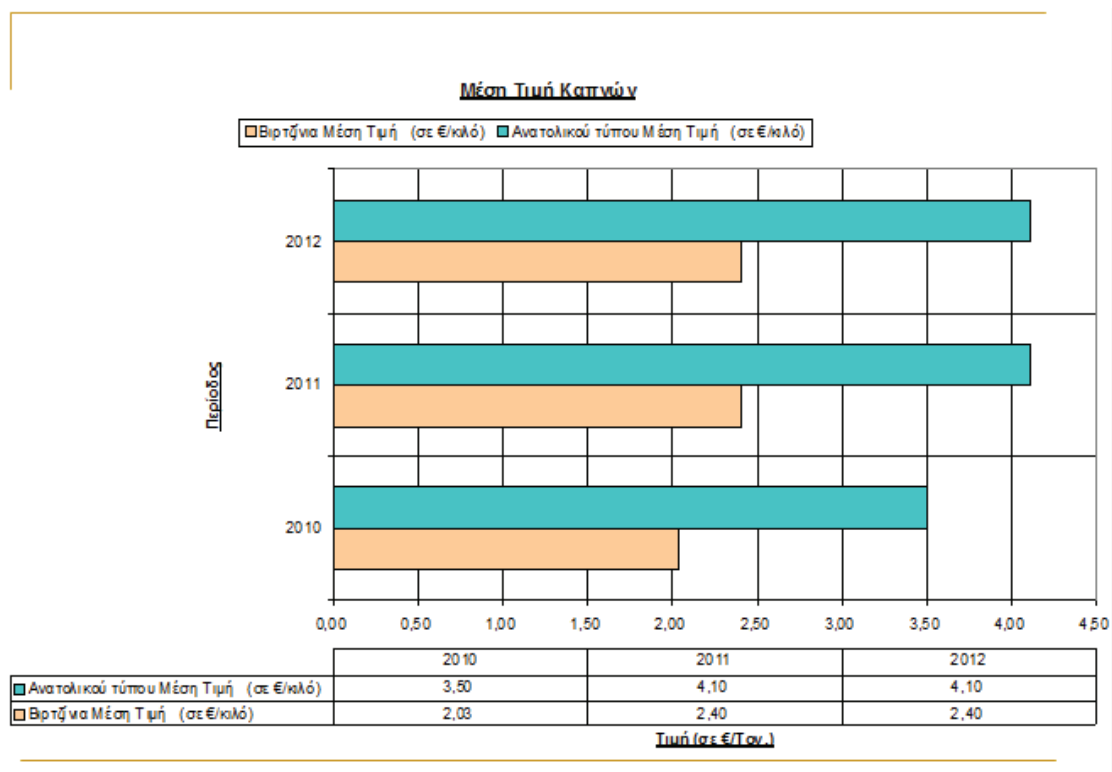 Μέση Τιμή Καπνών
Βιρτζίνια Μέση Τιμή (σε €/κιλό) Ανατολικού τύπου Μέση Τιμή (σε €/κιλό)
2012
2011
2010
Περίοδος
0,00 0,50 1,00 1,50 2,00 2,50 3,00 3,50 4,00 4,50
2010 2011 2012
Ανατολικού τύπου Μέση Τιμή (σε €/κιλό) 3,50 4,10 4,10
Βιρτζίνια Μέση Τιμή (σε €/κιλό) 2,03 2,40 2,40
Τιμή (σε €/Τον.)